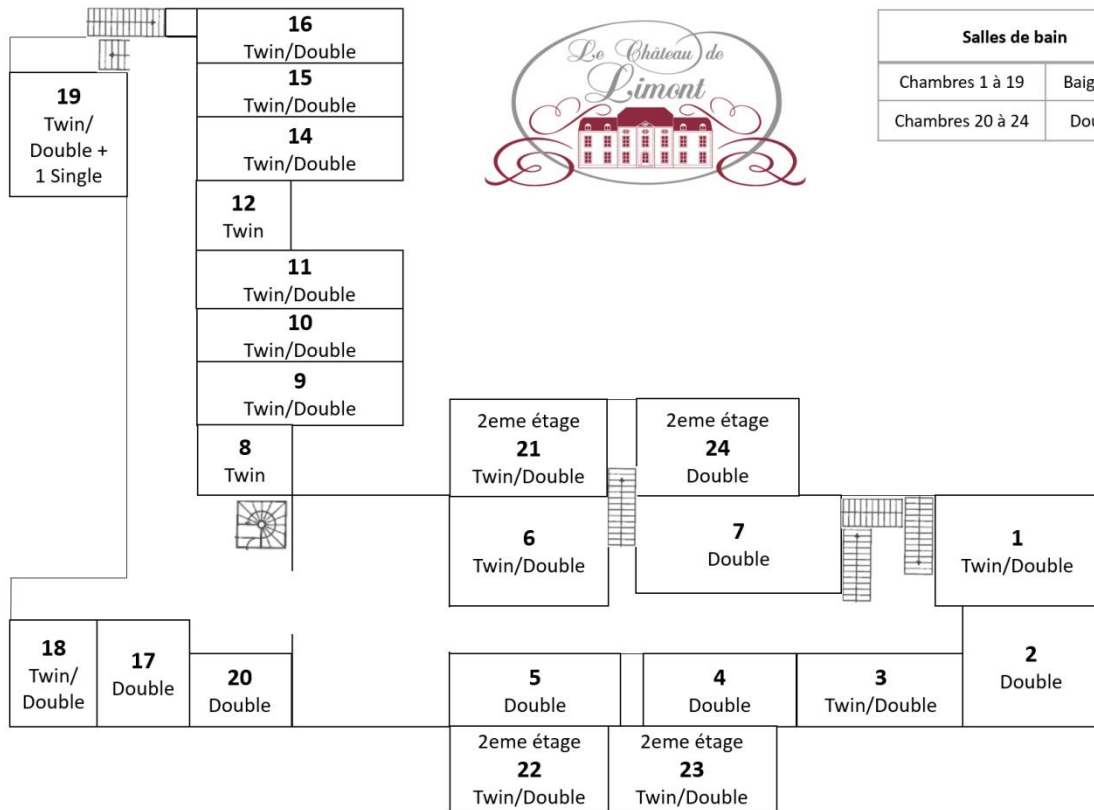 16
Twin/Double
15
Twin/Double
14
Twin/Double
19
Twin/
Double +
1 Single
12
Twin
11
Twin/Double
10
Twin/Double
9
Twin/Double
8
Twin
Le Château de
Limont
Salles de bain
Chambres 1 à 19
Chambres 20 à 24
2eme étage
21
Twin/Double
2eme étage
24
Double
6
Twin/Double
7
Double
1
Twin/Double
18
Twin/
Double
17
Double
20
Double
5
Double
4
Double
3
Twin/Double
2
Double
2eme étage
22
Twin/Double
2eme étage
23
Twin/Double